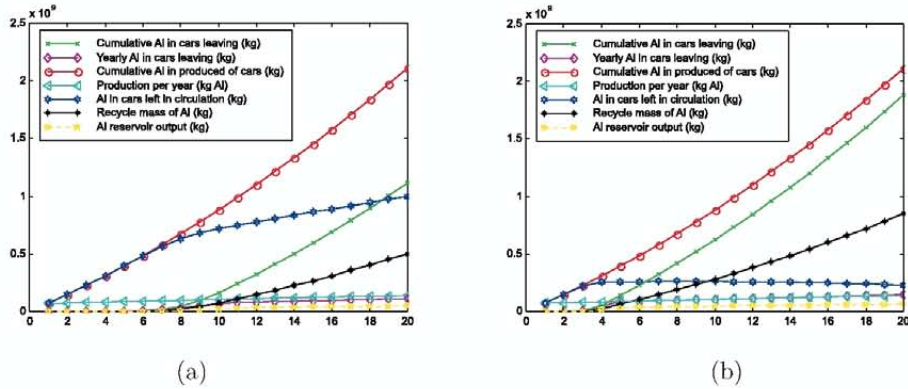 x 10⁹
2.5
2
1.5
1
0.5
0
Cumulative Al in cars leaving (kg)
Yearly Al in cars leaving (kg)
Cumulative Al in produced of cars (kg)
Production per year (kg Al)
Al in cars left in circulation (kg)
Recycle mass of Al (kg)
Al reservoir output (kg)
0 2 4 6 8 10 12 14 16 18 20
(a)
x 10⁸
2.5
2
1.5
1
0.5
0
Cumulative Al in cars leaving (kg)
Yearly Al in cars leaving (kg)
Cumulative Al in produced of cars (kg)
Production per year (kg Al)
Al in cars left in circulation (kg)
Recycle mass of Al (kg)
Al reservoir output (kg)
0 2 4 6 8 10 12 14 16 18 20
(b)